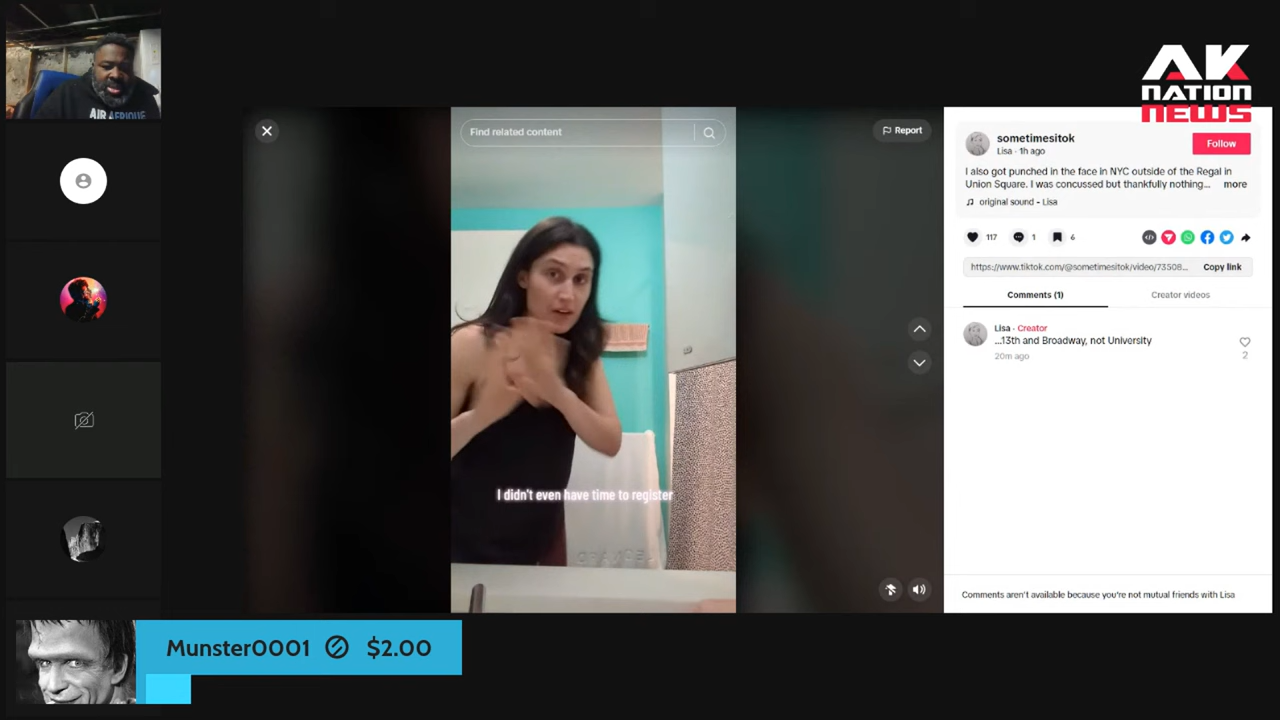 AIR AFRIQUE
AK
NATION
NEWS
Find related content
Report
sometimesitok
Lisa · 1h ago
Follow
I also got punched in the face in NYC outside of the Regal in
Union Square. I was concussed but thankfully nothing... more
original sound - Lisa
117
1
6
https://www.tiktok.com/@sometimesitok/video/73508...
Copy link
Comments (1)
Creator videos
Lisa · Creator
...13th and Broadway, not University
20m ago
2
I didn't even have time to register
Comments aren't available because you're not mutual friends with Lisa
Munster0001 $2.00